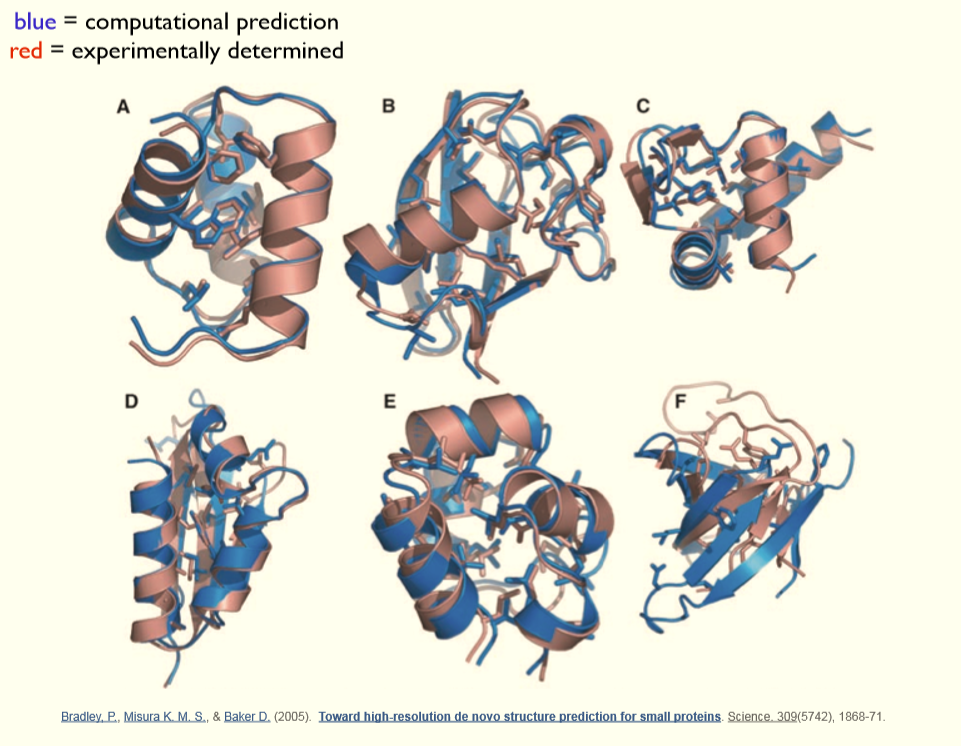 blue = computational prediction
red = experimentally determined
A
B
C
D
E
F
Bradley, P., Misura K. M. S., & Baker D. (2005). Toward high-resolution de novo structure prediction for small proteins. Science, 309(5742), 1868-71.